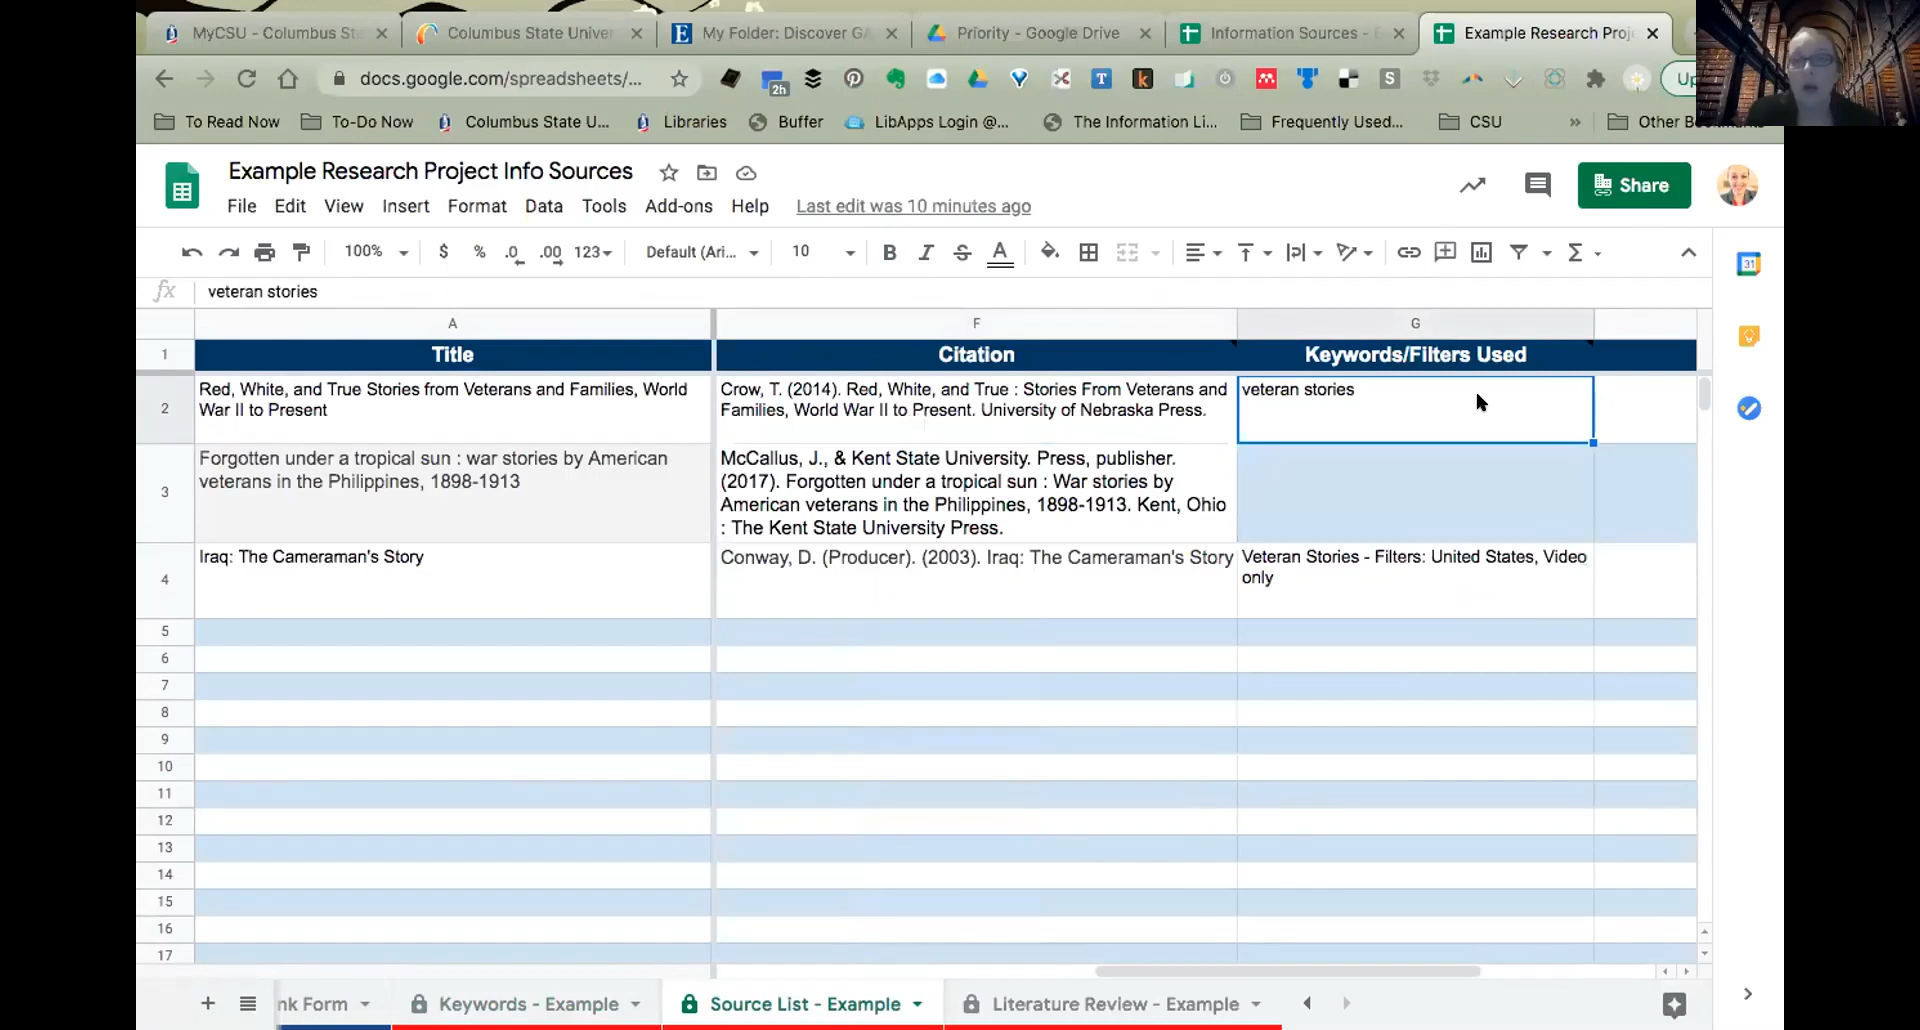 MyCSU - Columbus St
Columbus State Univer
My Folder: Discover GA
Priority - Google Drive
Information Sources - E
Example Research Proj
docs.google.com/spreadsheets/...
2h
Up
To Read Now
To-Do Now
Columbus State U...
Libraries
Buffer
LibApps Login @...
The Information Li...
Frequently Used...
CSU
»
Other Bookmarks
Example Research Project Info Sources
Share
File Edit View Insert Format Data Tools Add-ons Help Last edit was 10 minutes ago
100% $ % .0 .00 123 Default (Ari... 10 B I S A
31
fx veteran stories
A F G
1 Title Citation Keywords/Filters Used
2
Red, White, and True Stories from Veterans and Families, World
War II to Present
Crow, T. (2014). Red, White, and True : Stories From Veterans and
Families, World War II to Present. University of Nebraska Press.
veteran stories
3
Forgotten under a tropical sun : war stories by American
veterans in the Philippines, 1898-1913
McCallus, J., & Kent State University. Press, publisher.
(2017). Forgotten under a tropical sun : War stories by
American veterans in the Philippines, 1898-1913. Kent, Ohio
: The Kent State University Press.
4
Iraq: The Cameraman's Story
Conway, D. (Producer). (2003). Iraq: The Cameraman's Story
Veteran Stories - Filters: United States, Video
only
5
6
7
8
9
10
11
12
13
14
15
16
17
nk Form
Keywords - Example
Source List - Example
Literature Review - Example